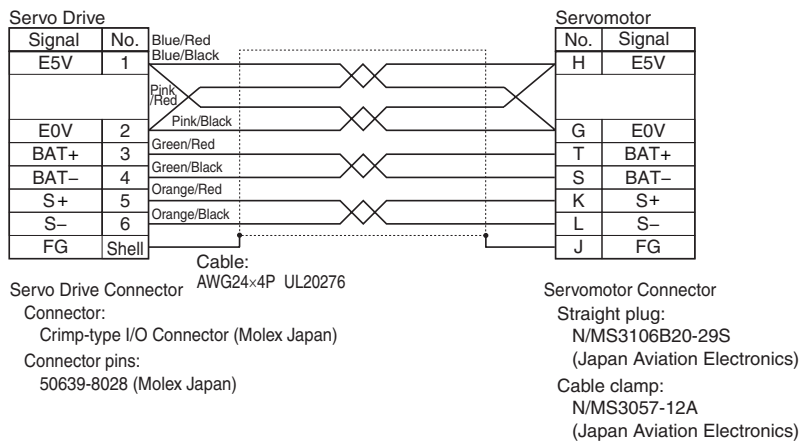 Servo Drive
Servomotor
Signal No. Blue/Red No. Signal
Blue/Black
E5V 1 H E5V
Pink
/Red
Pink/Black
E0V 2 G E0V
Green/Red
BAT+ 3 T BAT+
Green/Black
BAT− 4 S BAT−
Orange/Red
S+ 5 K S+
Orange/Black
S− 6 L S−
FG Shell J FG
Cable:
AWG24×4P UL20276
Servo Drive Connector
Connector:
Crimp-type I/O Connector (Molex Japan)
Connector pins:
50639-8028 (Molex Japan)
Servomotor Connector
Straight plug:
N/MS3106B20-29S
(Japan Aviation Electronics)
Cable clamp:
N/MS3057-12A
(Japan Aviation Electronics)